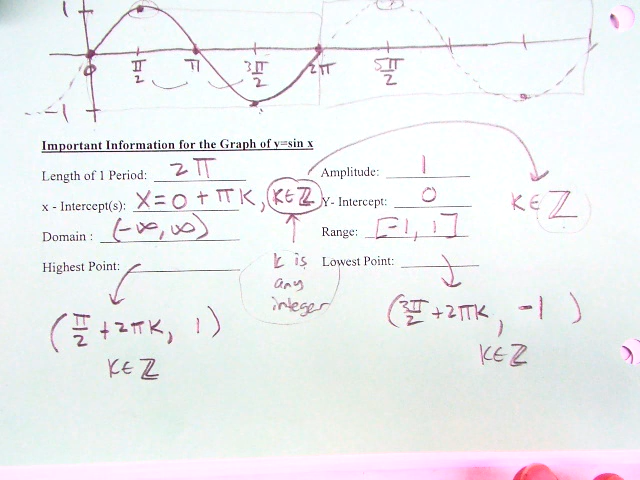 1
0 π/2 π 3π/2 2π 5π/2
-1
Important Information for the Graph of y=sin x
Length of 1 Period: 2π Amplitude: 1
x - Intercept(s): x=0+πK, K∈ℤ Y- Intercept: 0 K∈ℤ
Domain : (-∞,∞) Range: [-1, 1]
Highest Point: Lowest Point:
K is
any
integer
(π/2 +2πK, 1) (3π/2 +2πK, -1)
K∈ℤ K∈ℤ